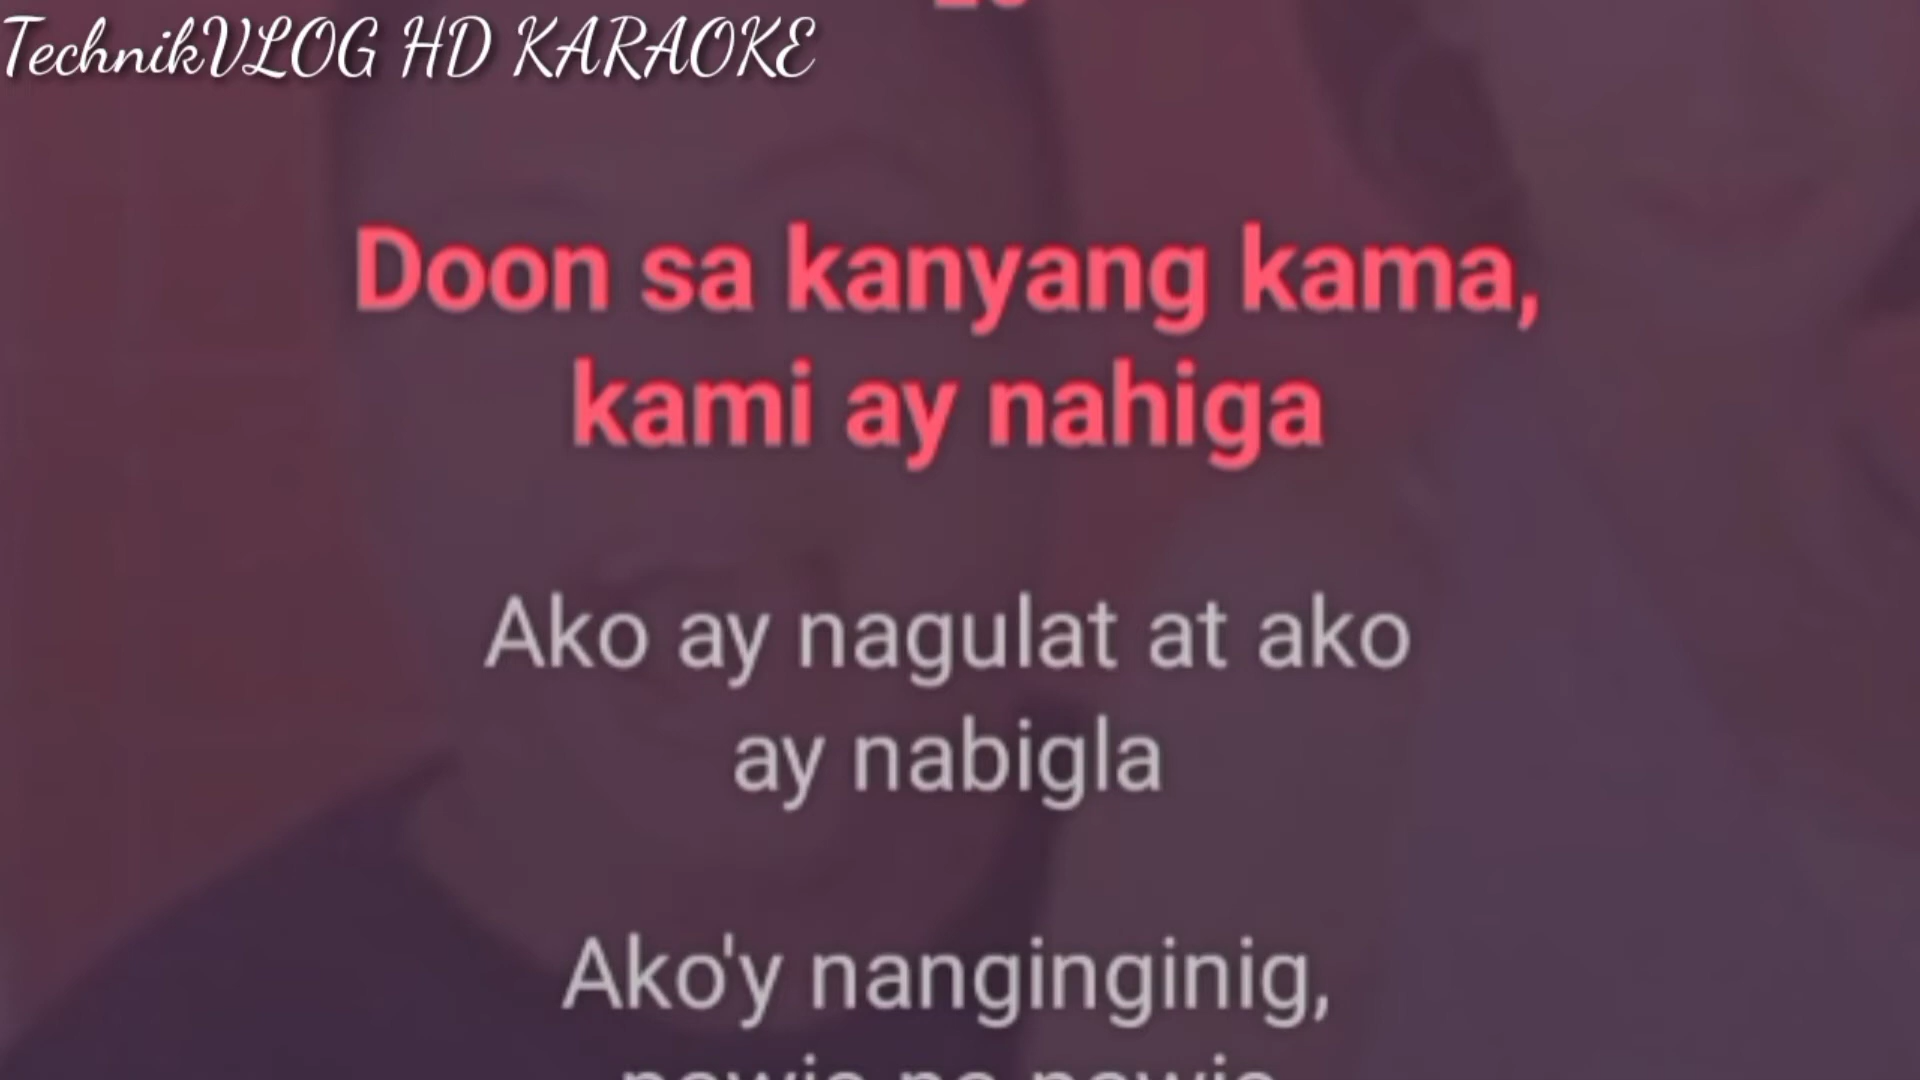 TechnikVLOG HD KARAOKE
Doon sa kanyang kama,
kami ay nahiga
Ako ay nagulat at ako
ay nabigla
Ako'y nanginginig,